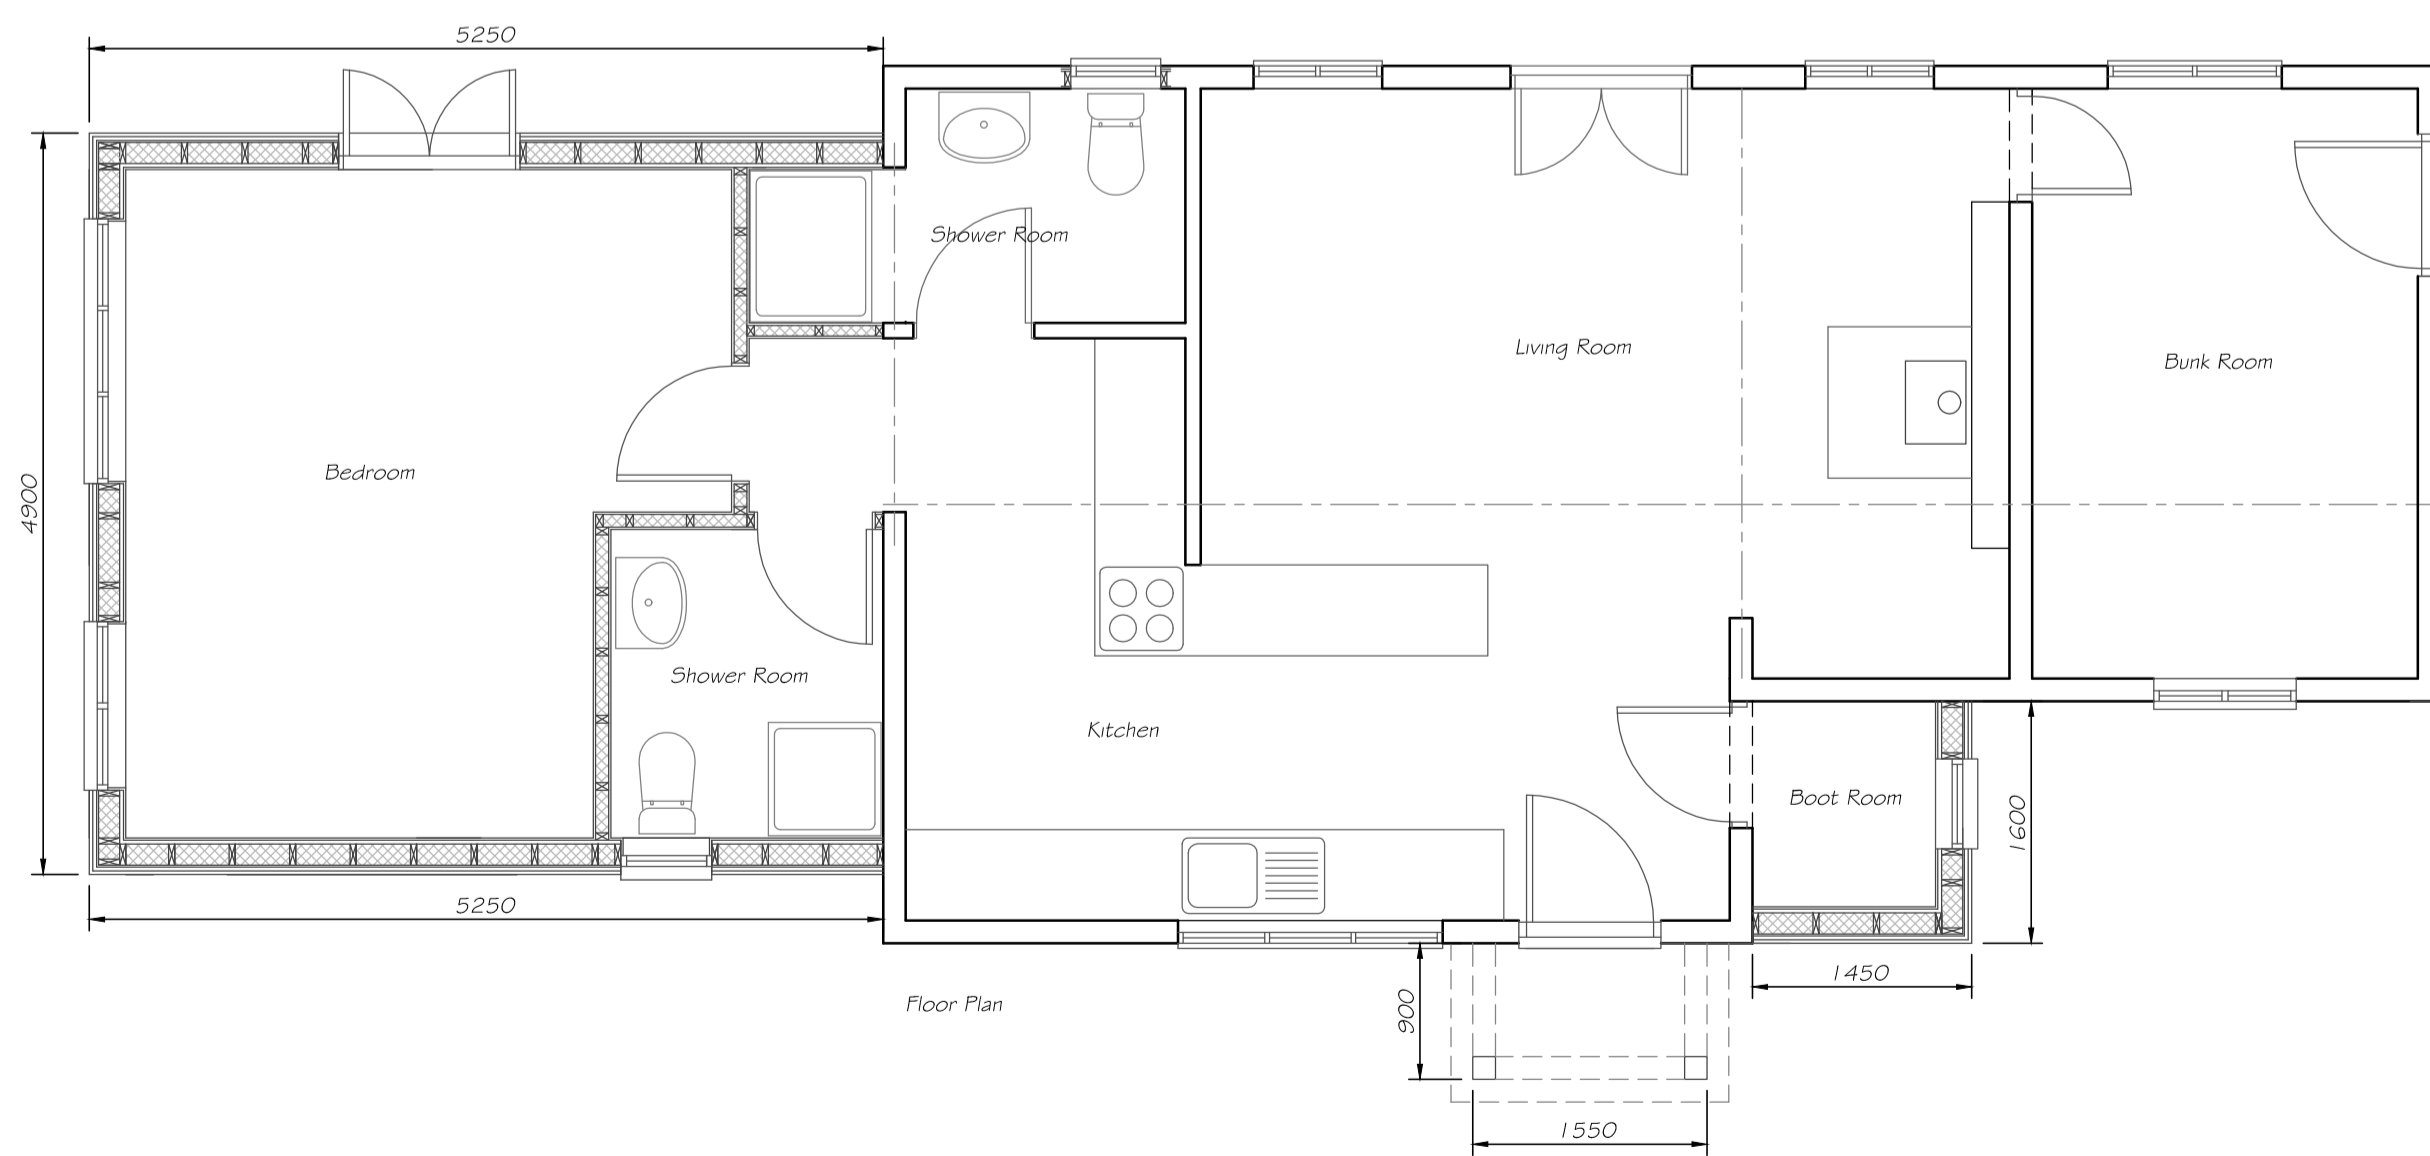 5250
Shower Room
Living Room
Bunk Room
Bedroom
4900
Shower Room
Kitchen
Boot Room
1600
5250
1450
900
Floor Plan
1550